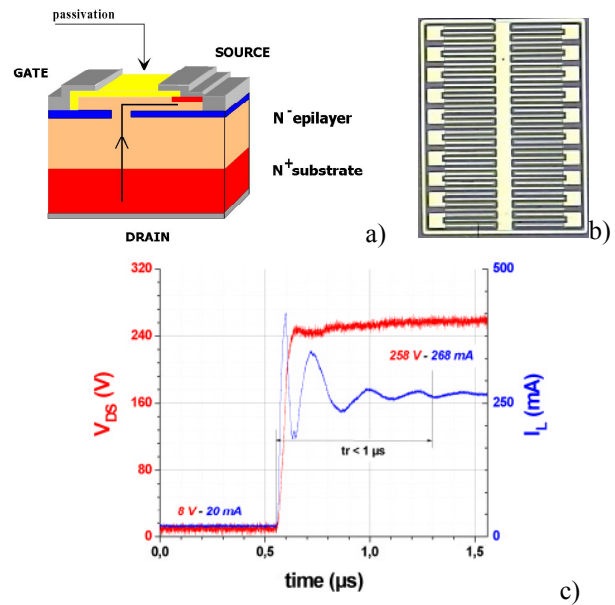 passivation
SOURCE
GATE
N⁻epilayer
N⁺substrate
DRAIN
a)
b)
320
240
160
80
0
V_DS (V)
500
250
0
I_L (mA)
258 V - 268 mA
tr < 1 µs
8 V - 20 mA
0,0
0,5
1,0
1,5
time (µs)
c)